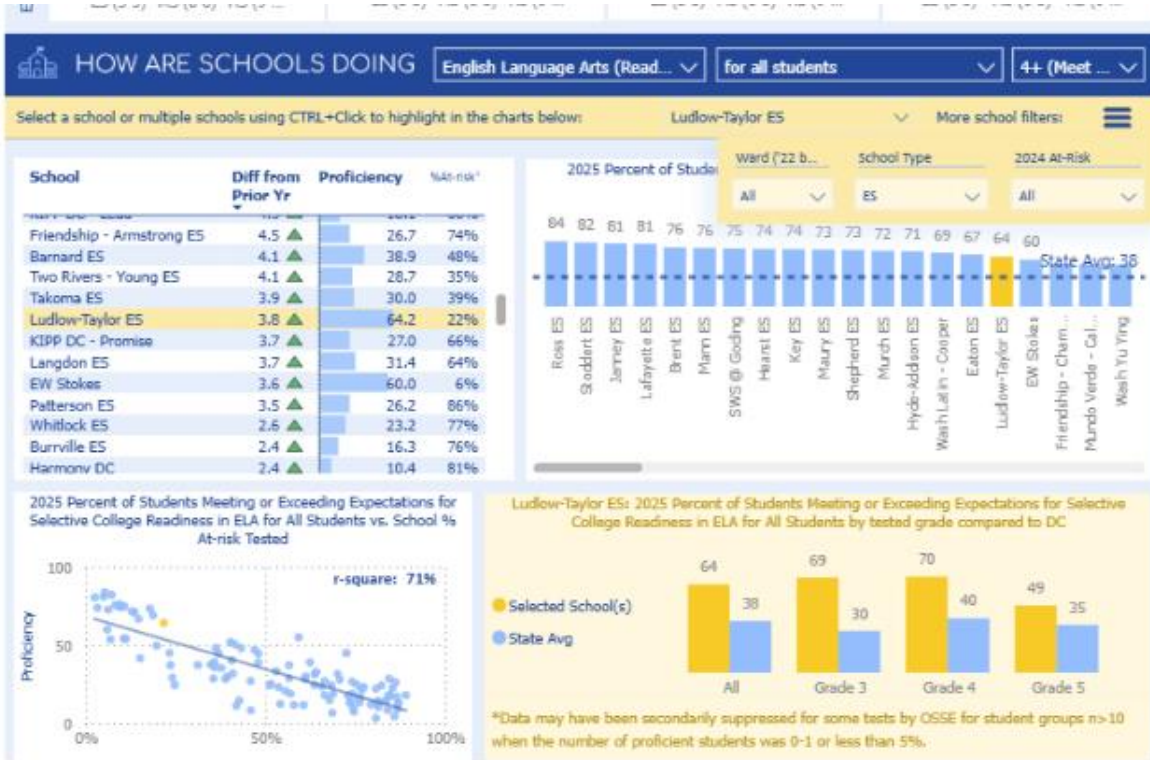 HOW ARE SCHOOLS DOING
English Language Arts (Read...
for all students
4+ (Meet ...
Select a school or multiple schools using CTRL+Click to highlight in the charts below:
Ludlow-Taylor ES
More school filters:
Ward ('22 b...
School Type
2024 At-Risk
All
ES
All
School Diff from Prior Yr Proficiency %At-risk¹
Friendship - Armstrong ES 4.5 26.7 74%
Barnard ES 4.1 38.9 48%
Two Rivers - Young ES 4.1 28.7 35%
Takoma ES 3.9 30.0 39%
Ludlow-Taylor ES 3.8 64.2 22%
KIPP DC - Promise 3.7 27.0 66%
Langdon ES 3.7 31.4 64%
EW Stokes 3.6 60.0 6%
Patterson ES 3.5 26.2 86%
Whitlock ES 2.6 23.2 77%
Burrville ES 2.4 16.3 76%
Harmony DC 2.4 10.4 81%
2025 Percent of Studen
84 82 81 81 76 76 75 74 74 73 73 72 71 69 67 64 60
State Avg: 38
Ross ES
Stoddert ES
Janney ES
Lafayette ES
Brent ES
Mann ES
SWS @ Goding
Hearst ES
Key ES
Maury ES
Shepherd ES
Murch ES
Hyde-Addison ES
Wash Latin - Cooper
Eaton ES
Ludlow-Taylor ES
EW Stokes
Friendship - Cham...
Mundo Verde - Cal...
Wash Yu Ying
2025 Percent of Students Meeting or Exceeding Expectations for
Selective College Readiness in ELA for All Students vs. School %
At-risk Tested
r-square: 71%
Proficiency
100
50
0
0% 50% 100%
Ludlow-Taylor ES: 2025 Percent of Students Meeting or Exceeding Expectations for Selective
College Readiness in ELA for All Students by tested grade compared to DC
Selected School(s)
State Avg
64 38 69 30 70 40 49 35
All Grade 3 Grade 4 Grade 5
*Data may have been secondarily suppressed for some tests by OSSE for student groups n>10
when the number of proficient students was 0-1 or less than 5%.